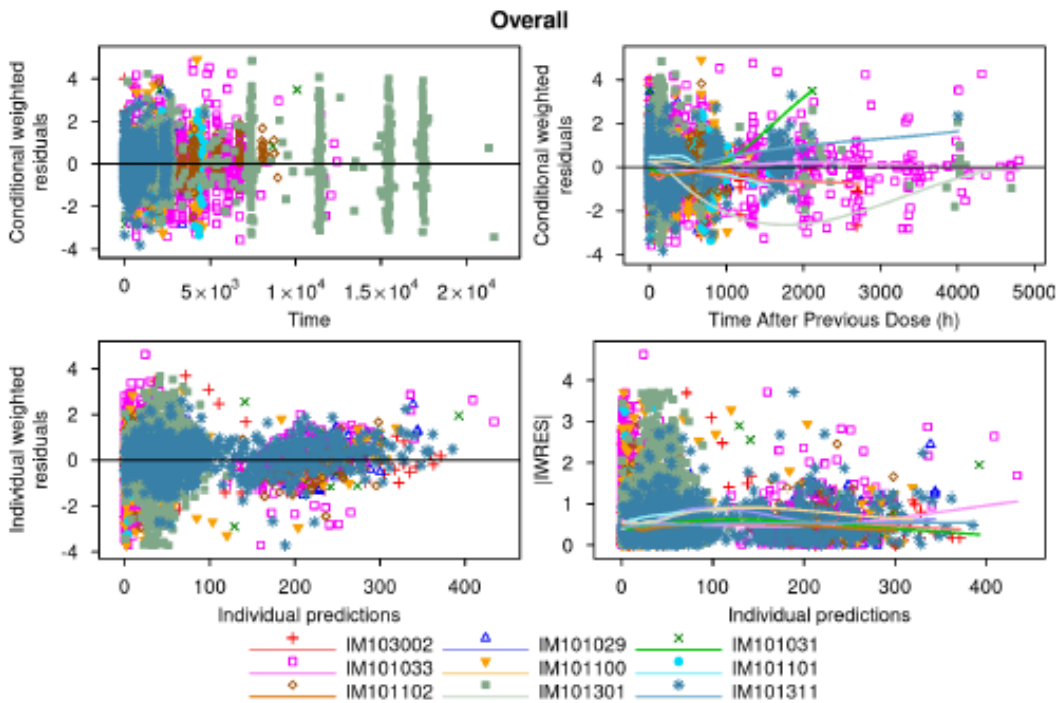 Overall
Conditional weighted
residuals
4
2
0
-2
-4
0
5×10³
1×10⁴
1.5×10⁴
2×10⁴
Time
Conditional weighted
residuals
4
2
0
-2
-4
0
1000
2000
3000
4000
5000
Time After Previous Dose (h)
Individual weighted
residuals
4
2
0
-2
-4
0
100
200
300
400
Individual predictions
|IWRES|
4
3
2
1
0
0
100
200
300
400
Individual predictions
IM103002
IM101029
IM101031
IM101033
IM101100
IM101101
IM101102
IM101301
IM101311